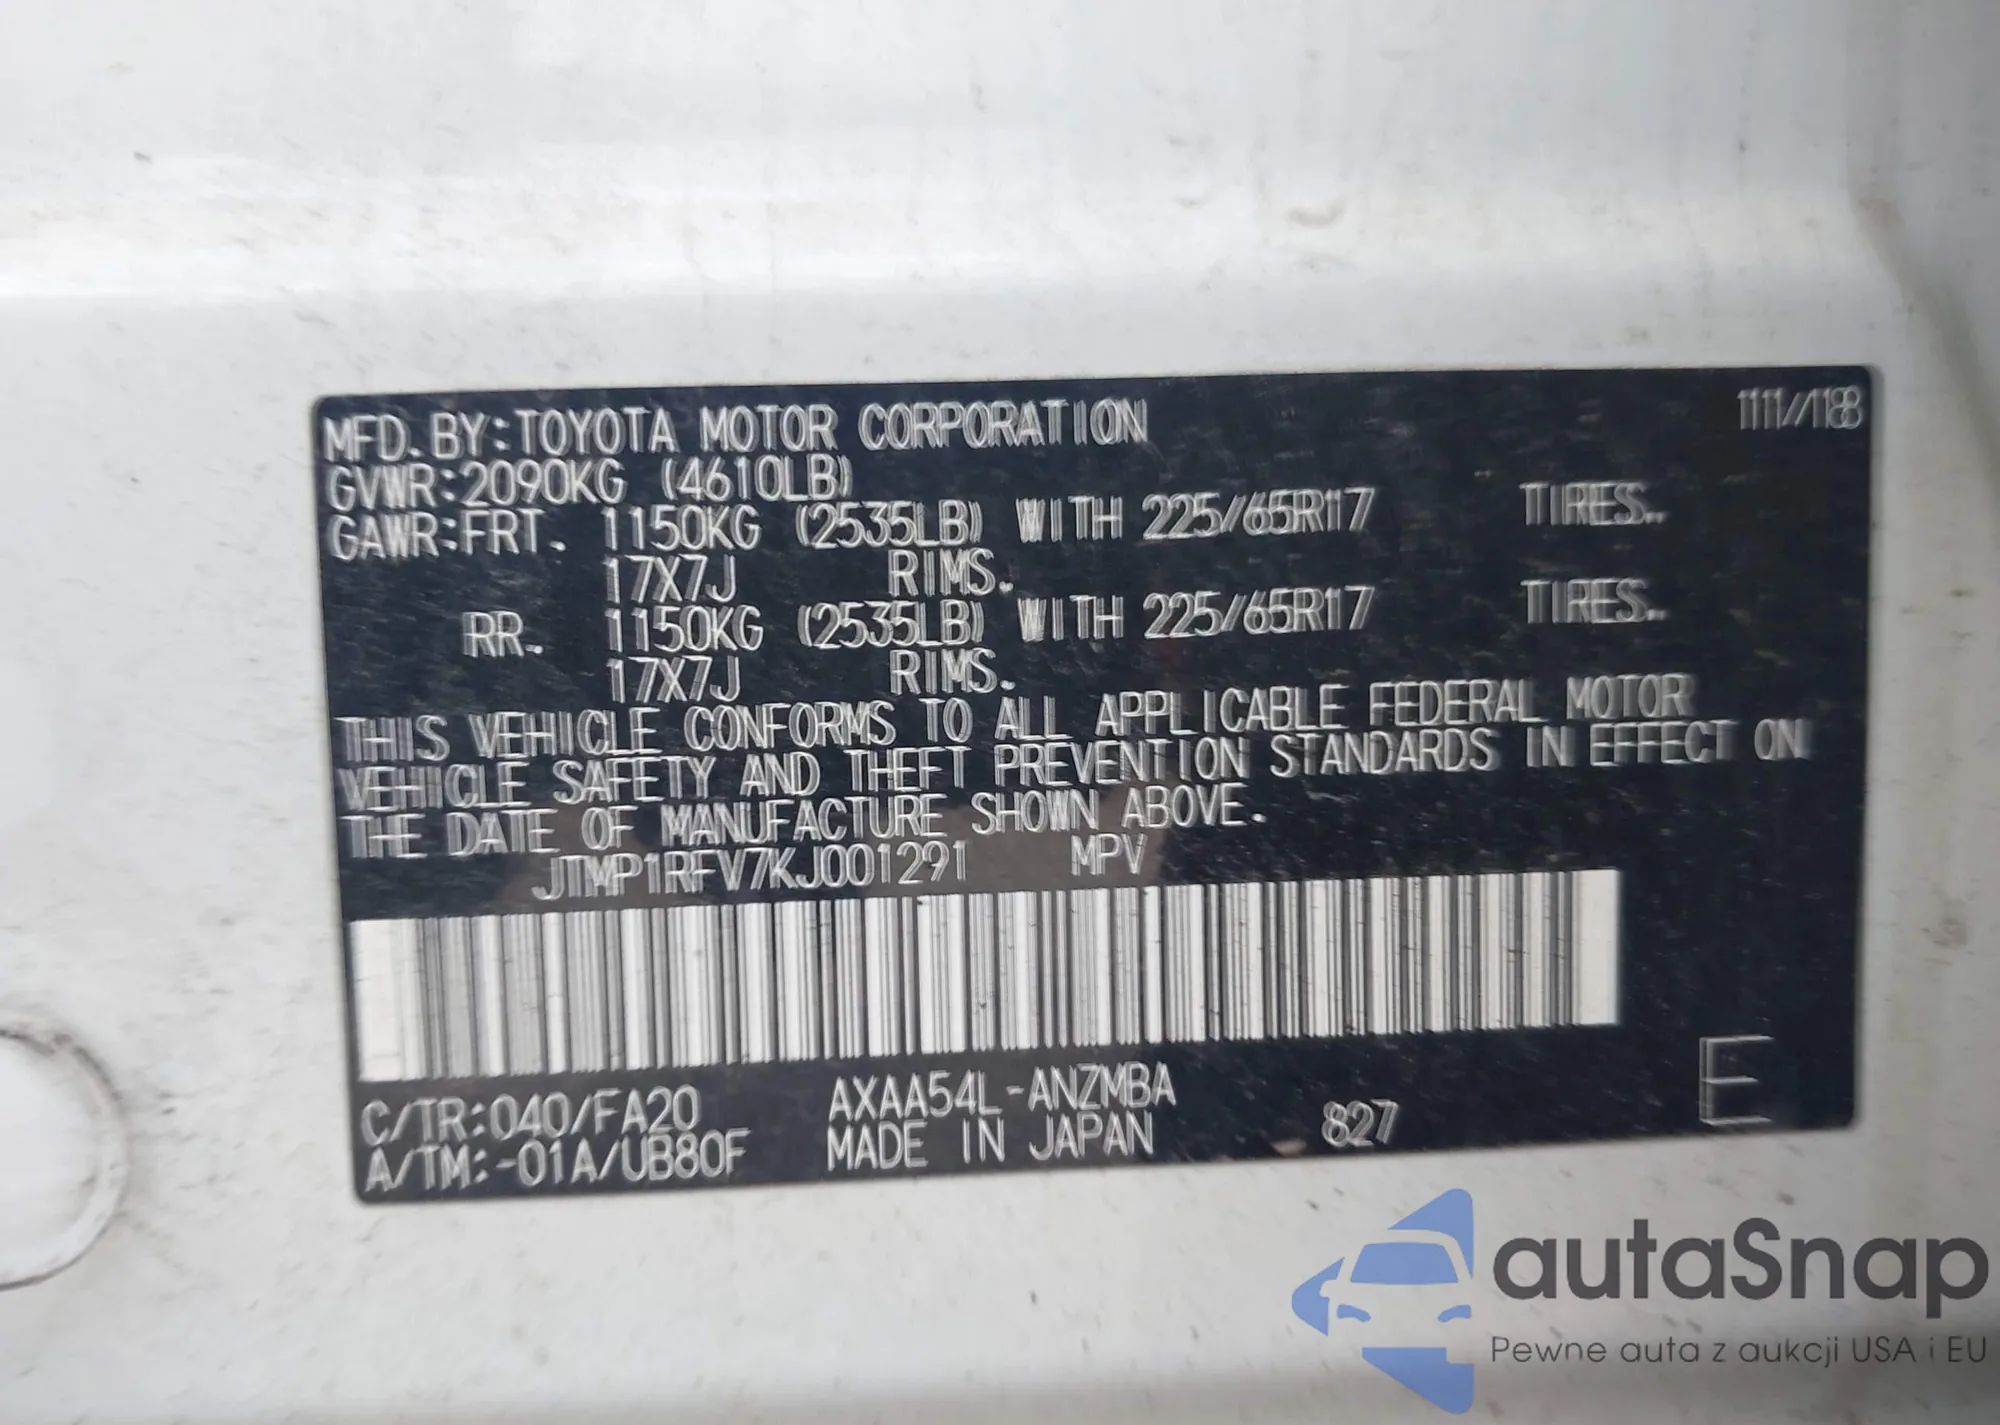 MFD. BY:TOYOTA MOTOR CORPORATION 11/18
GVWR:2090KG (4610LB)
GAWR:FRT. 1150KG (2535LB) WITH 225/65R17 TIRES.
17X7J RIMS.
RR. 1150KG (2535LB) WITH 225/65R17 TIRES.
17X7J RIMS.
THIS VEHICLE CONFORMS TO ALL APPLICABLE FEDERAL MOTOR
VEHICLE SAFETY AND THEFT PREVENTION STANDARDS IN EFFECT ON
THE DATE OF MANUFACTURE SHOWN ABOVE.
JTMP1RFV7KJ001291 MPV
C/TR:040/FA20 AXAA54L-ANZMBA
A/TM:-01A/UB80F MADE IN JAPAN 827 E
autaSnap
Pewne auta z aukcji USA i EU